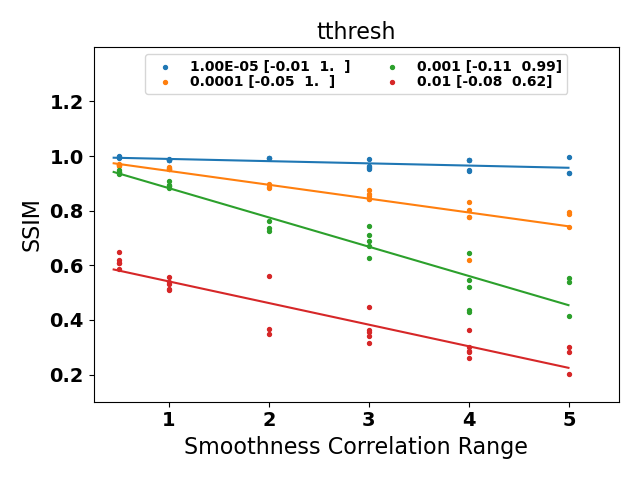 tthresh
1.00E-05 [-0.01  1.  ]
0.0001 [-0.05  1.  ]
0.001 [-0.11  0.99]
0.01 [-0.08  0.62]
SSIM
1.2
1.0
0.8
0.6
0.4
0.2
1 2 3 4 5
Smoothness Correlation Range